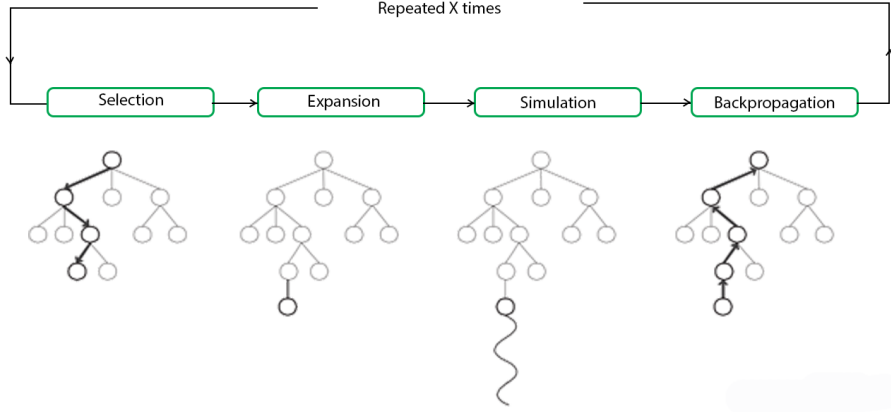 Repeated X times
Selection
Expansion
Simulation
Backpropagation